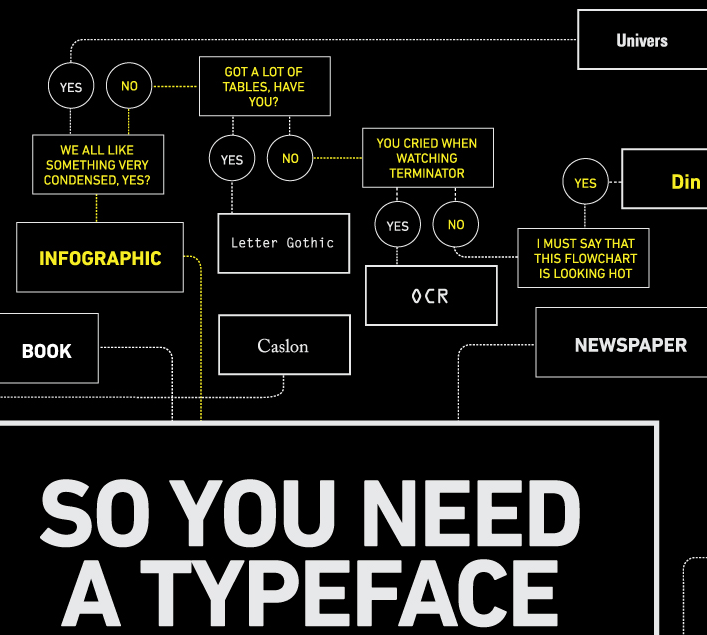 Univers
YES
NO
GOT A LOT OF
TABLES, HAVE
YOU?
WE ALL LIKE
SOMETHING VERY
CONDENSED, YES?
YES
NO
YOU CRIED WHEN
WATCHING
TERMINATOR
YES
Din
INFOGRAPHIC
Letter Gothic
YES
NO
I MUST SAY THAT
THIS FLOWCHART
IS LOOKING HOT
OCR
BOOK
Caslon
NEWSPAPER
SO YOU NEED
A TYPEFACE